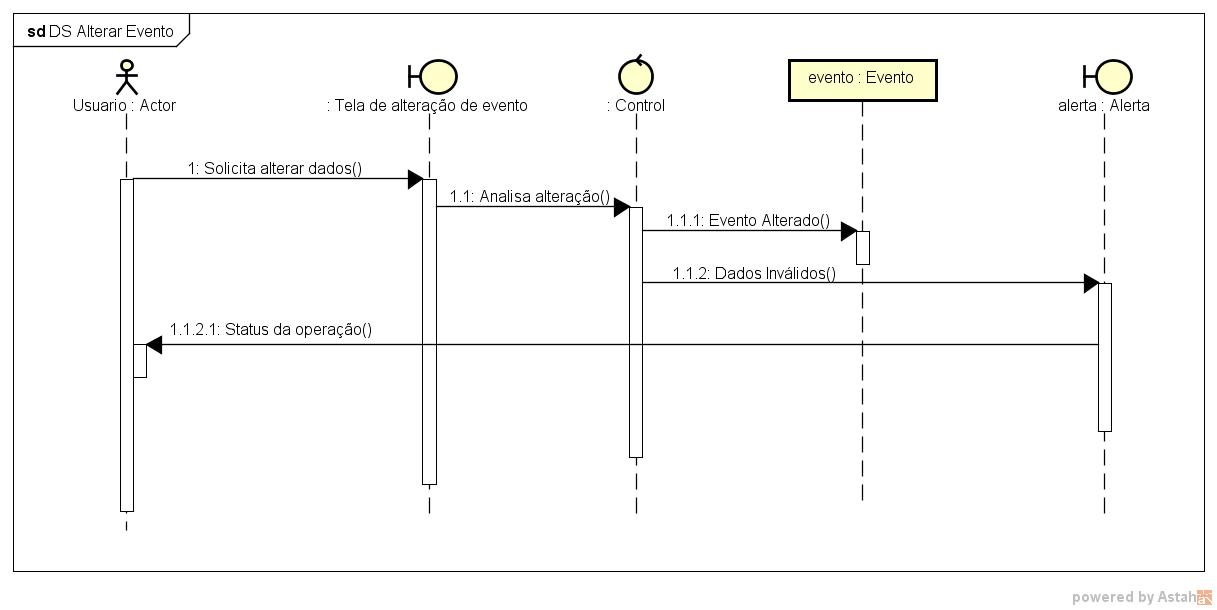 sd DS Alterar Evento
Usuario : Actor
: Tela de alteração de evento
: Control
evento : Evento
alerta : Alerta
1: Solicita alterar dados()
1.1: Analisa alteração()
1.1.1: Evento Alterado()
1.1.2: Dados Inválidos()
1.1.2.1: Status da operação()
powered by Astah